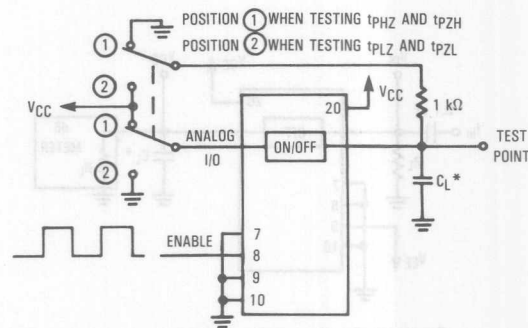 POSITION 1 WHEN TESTING tPHZ AND tPZH
POSITION 2 WHEN TESTING tPLZ AND tPZL
1
2
VCC
1
2
ANALOG
I/O
ON/OFF
20
VCC
1 kΩ
TEST
POINT
CL*
ENABLE
7
8
9
10